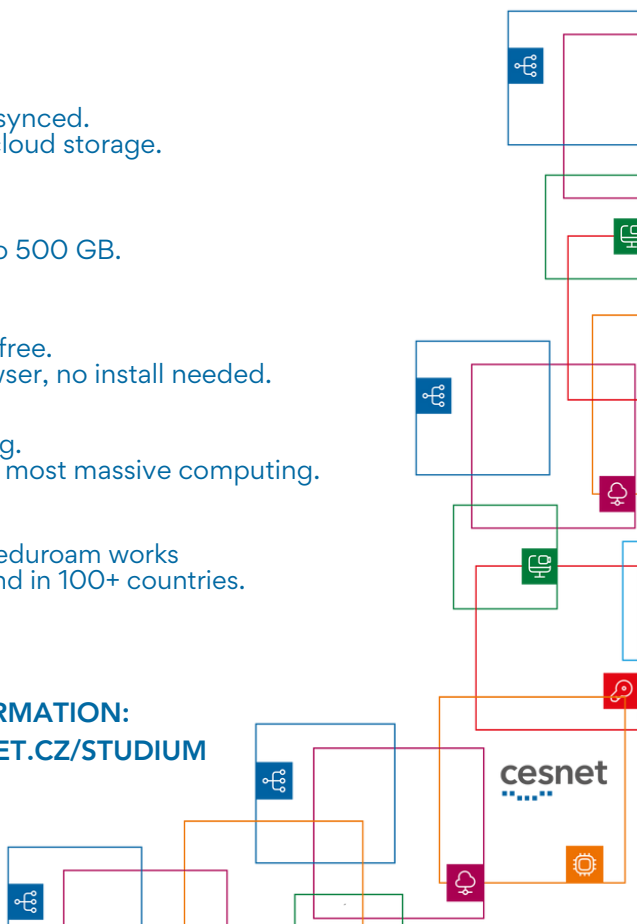 synced.
cloud storage.
o 500 GB.
free.
wser, no install needed.
g.
most massive computing.
eduroam works
nd in 100+ countries.
RMATION:
ET.CZ/STUDIUM
cesnet